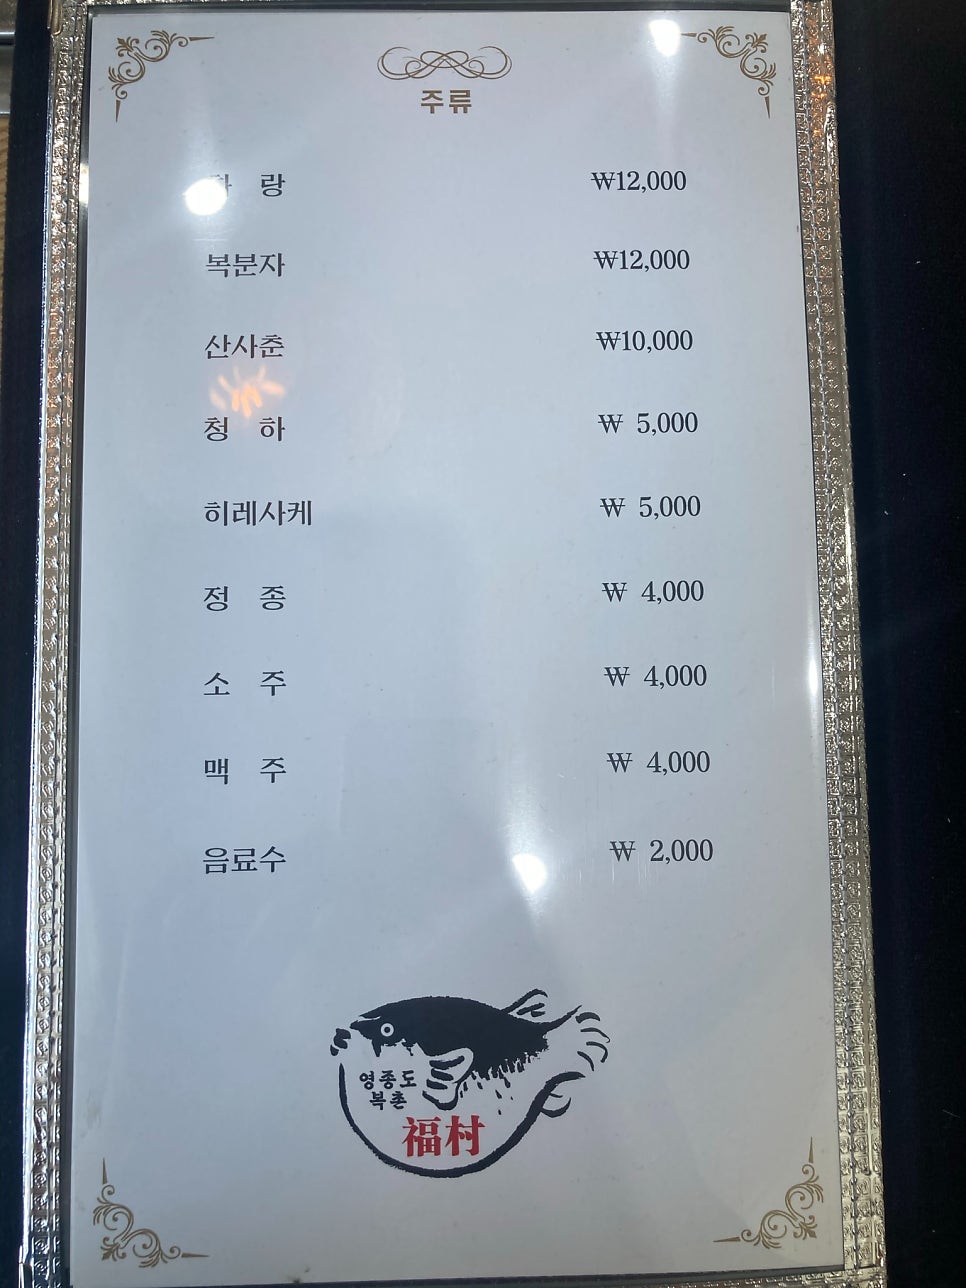 주류
랑 ₩12,000
복분자 ₩12,000
산사춘 ₩10,000
청 하 ₩ 5,000
히레사케 ₩ 5,000
정 종 ₩ 4,000
소 주 ₩ 4,000
맥 주 ₩ 4,000
음료수 ₩ 2,000
영종도
복촌
福村